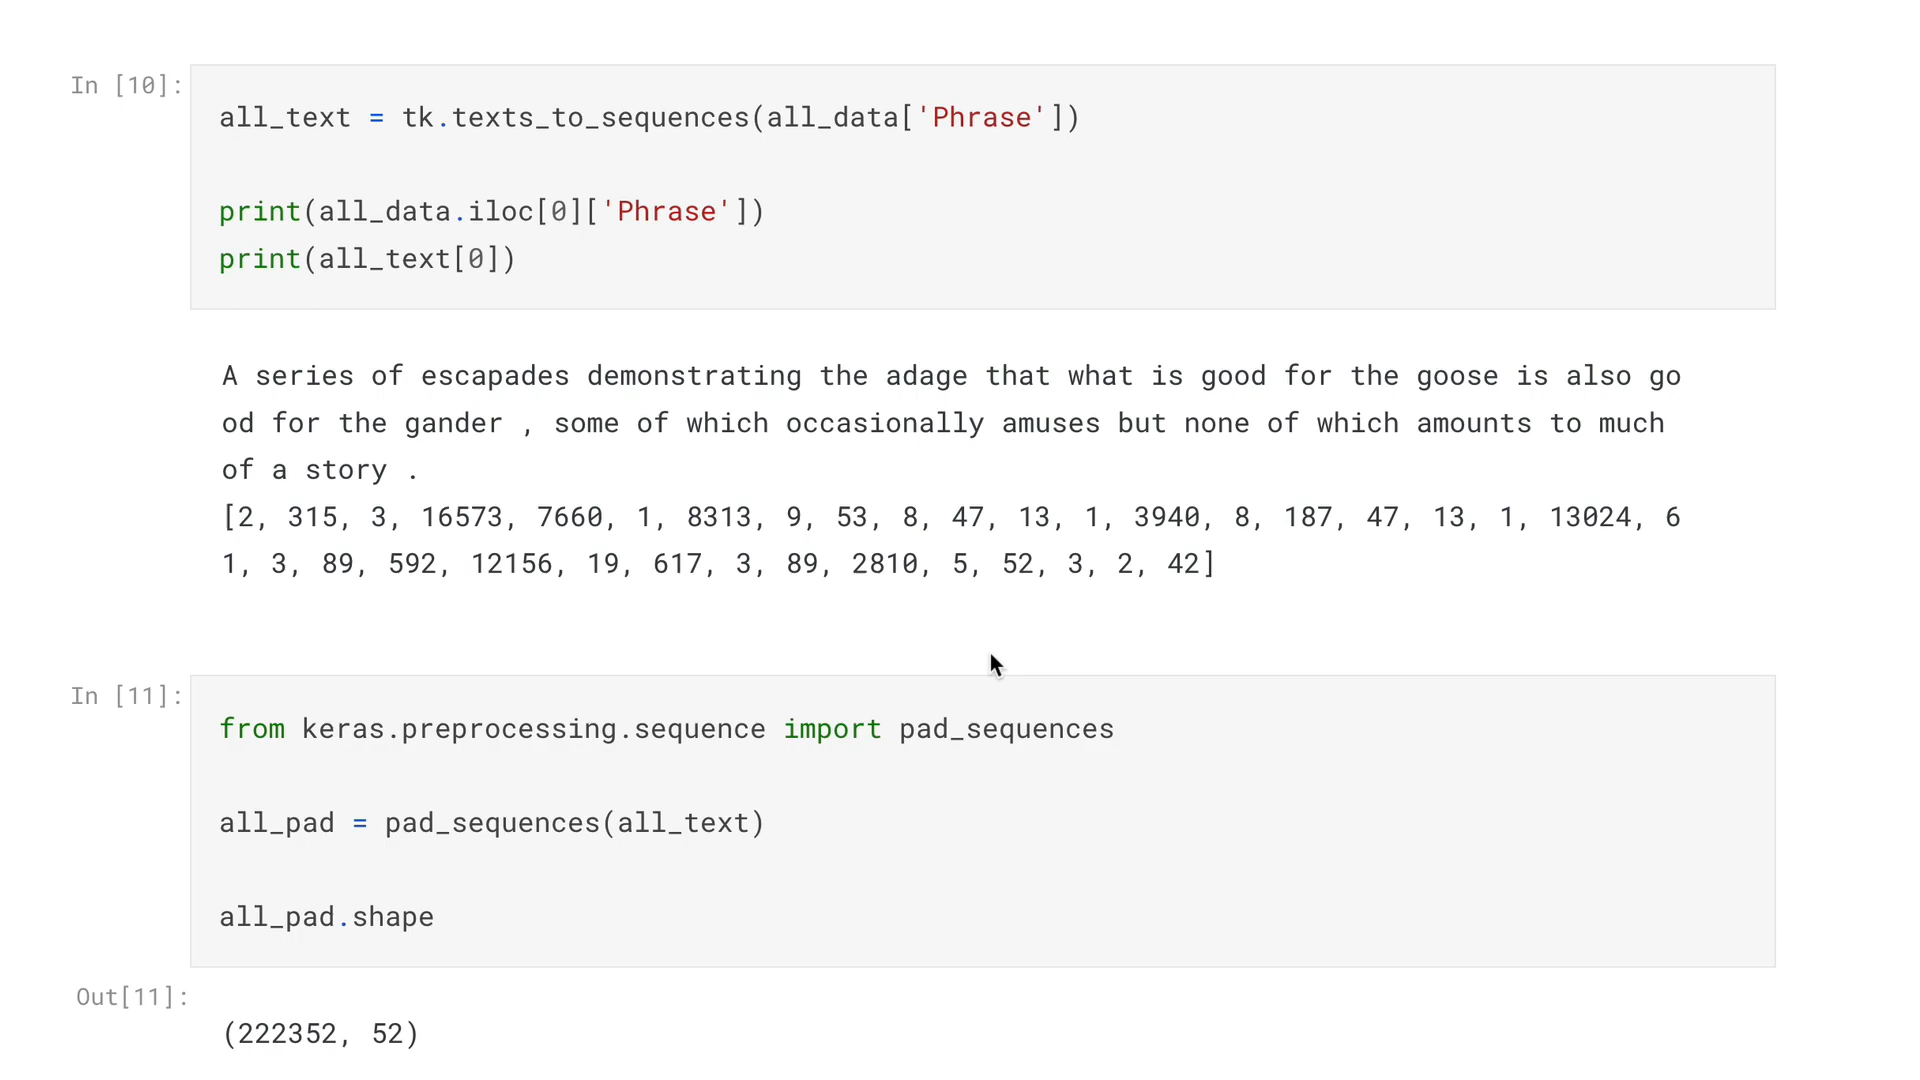 In [10]:
all_text = tk.texts_to_sequences(all_data['Phrase'])
print(all_data.iloc[0]['Phrase'])
print(all_text[0])
A series of escapades demonstrating the adage that what is good for the goose is also go
od for the gander , some of which occasionally amuses but none of which amounts to much
of a story .
[2, 315, 3, 16573, 7660, 1, 8313, 9, 53, 8, 47, 13, 1, 3940, 8, 187, 47, 13, 1, 13024, 6
1, 3, 89, 592, 12156, 19, 617, 3, 89, 2810, 5, 52, 3, 2, 42]
In [11]:
from keras.preprocessing.sequence import pad_sequences
all_pad = pad_sequences(all_text)
all_pad.shape
Out[11]:
(222352, 52)